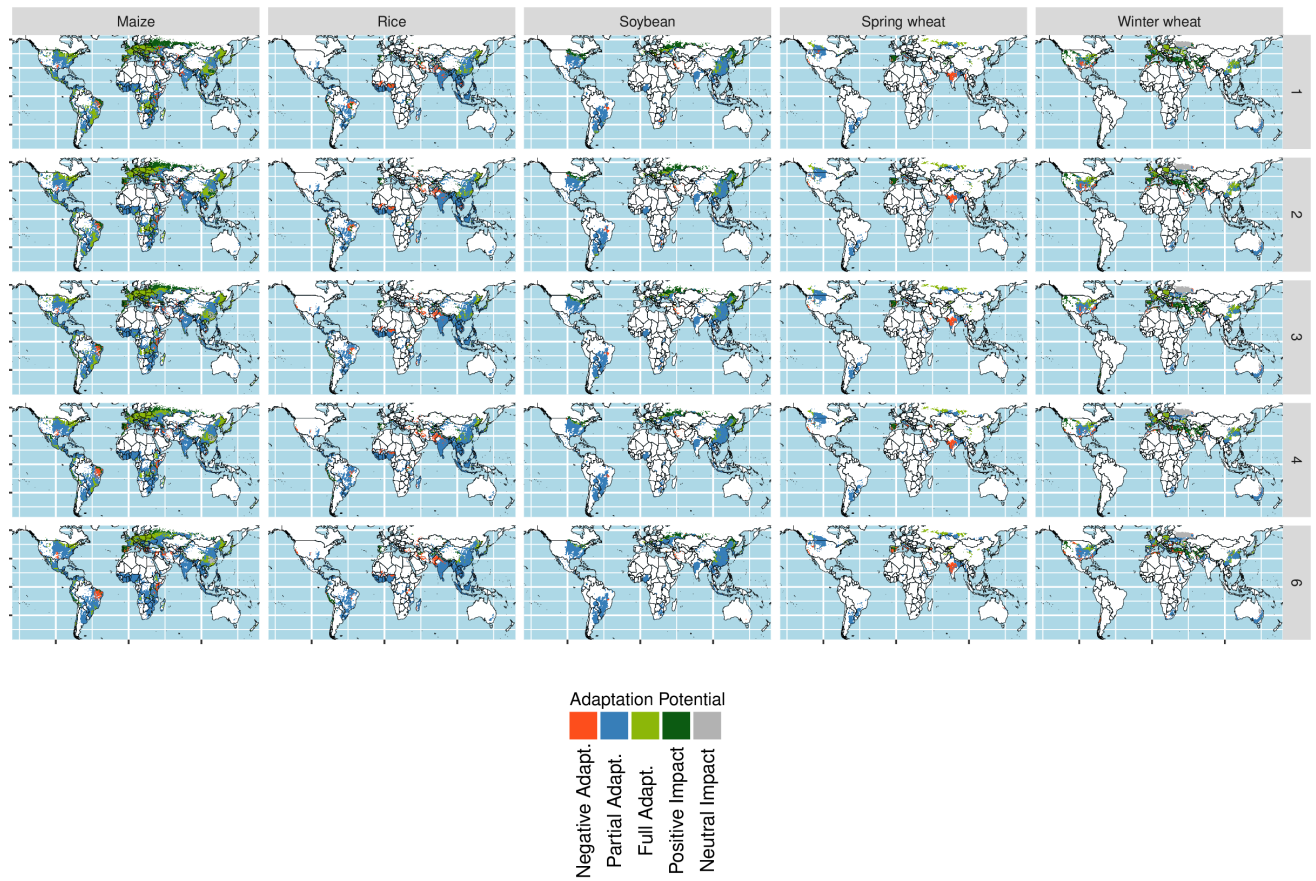 Maize
Rice
Soybean
Spring wheat
Winter wheat
1
2
3
4
6
Adaptation Potential
Negative Adapt.
Partial Adapt.
Full Adapt.
Positive Impact
Neutral Impact